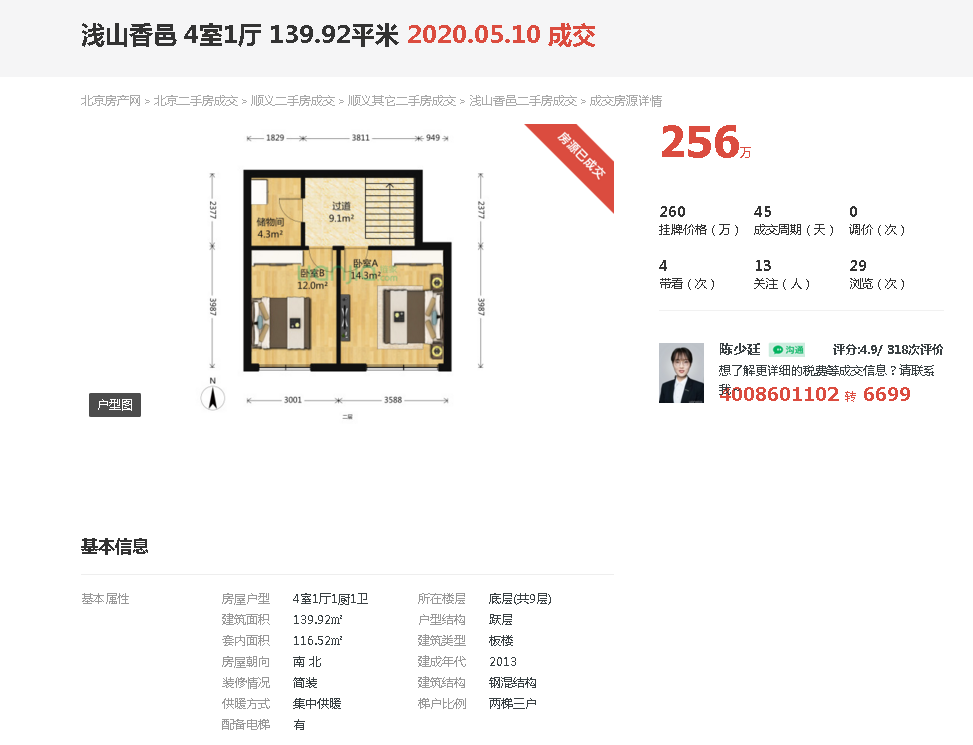 浅山香邑 4室1厅 139.92平米 2020.05.10 成交
北京房产网 > 北京二手房成交 > 顺义二手房成交 > 顺义其它二手房成交 > 浅山香邑二手房成交 > 成交房源详情
1829 3811 949
2377 2377
过道
9.1m²
储物间
4.3m²
卧室B
12.0m²
卧室A
14.3m²
3987 3987
N
3001 3588
二层
户型图
房源已成交
256万
260 45 0
挂牌价格（万） 成交周期（天） 调价（次）
4 13 29
带看（次） 关注（人） 浏览（次）
陈少廷 沟通 评分:4.9/ 318次评价
想了解更详细的税费等成交信息？请联系
我~
4008601102 转 6699
基本信息
基本属性
房屋户型 4室1厅1厨1卫 所在楼层 底层(共9层)
建筑面积 139.92㎡ 户型结构 跃层
套内面积 116.52㎡ 建筑类型 板楼
房屋朝向 南 北 建成年代 2013
装修情况 简装 建筑结构 钢混结构
供暖方式 集中供暖 梯户比例 两梯三户
配备电梯 有